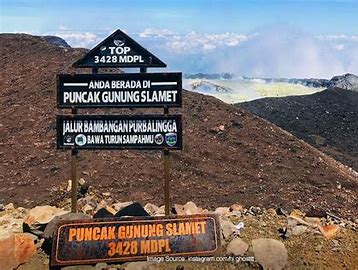 TOP
3428 MDPL
ANDA BERADA DI
PUNCAK GUNUNG SLAMET
JALUR BAMBANGAN PURBALINGGA
BAWA TURUN SAMPAHMU
PUNCAK GUNUNG SLAMET
3428 MDPL
Image source: instagram.com/hi_ghosttt